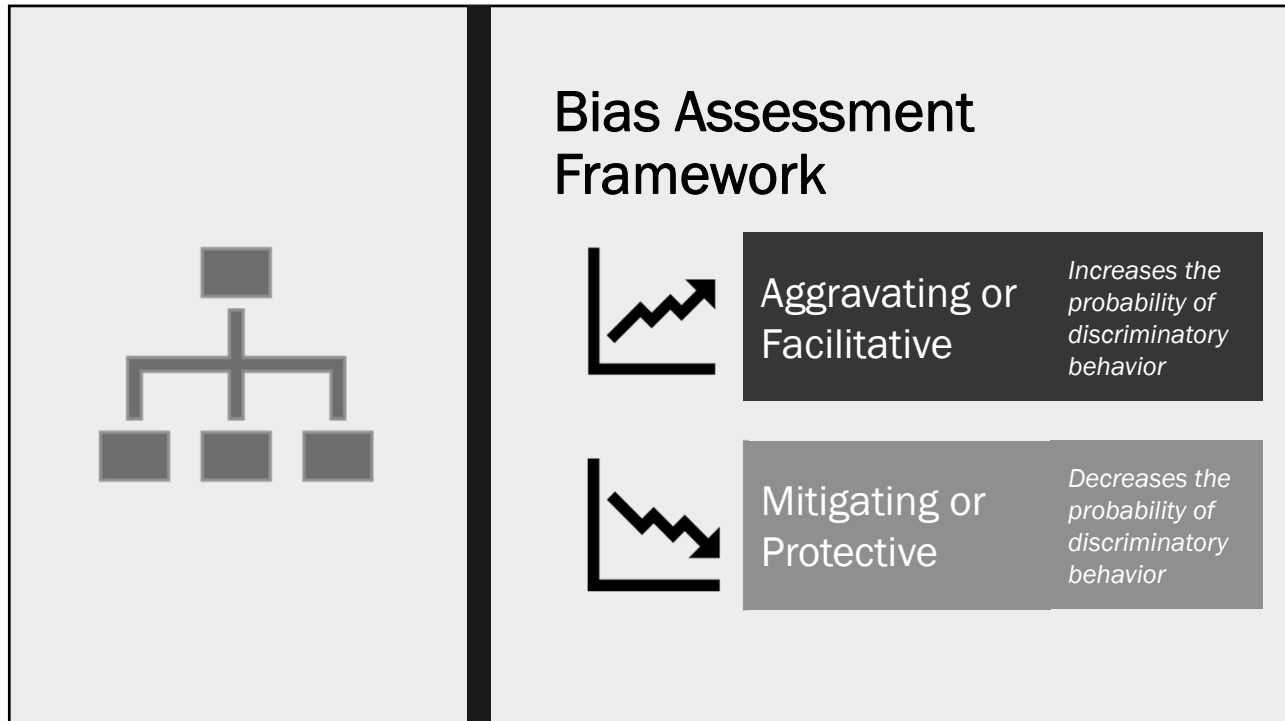 Bias Assessment
Framework
Aggravating or
Facilitative
Increases the
probability of
discriminatory
behavior
Mitigating or
Protective
Decreases the
probability of
discriminatory
behavior